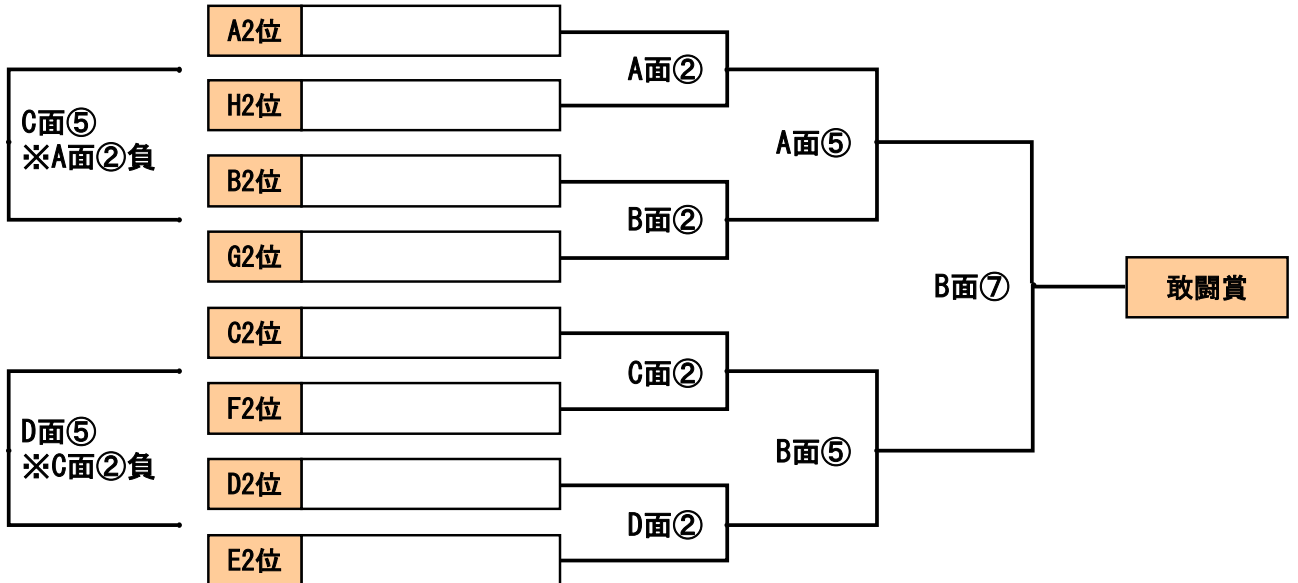 A2位
H2位
B2位
G2位
C2位
F2位
D2位
E2位
C面⑤
※A面②負
D面⑤
※C面②負
A面②
B面②
C面②
D面②
A面⑤
B面⑤
B面⑦
敢闘賞